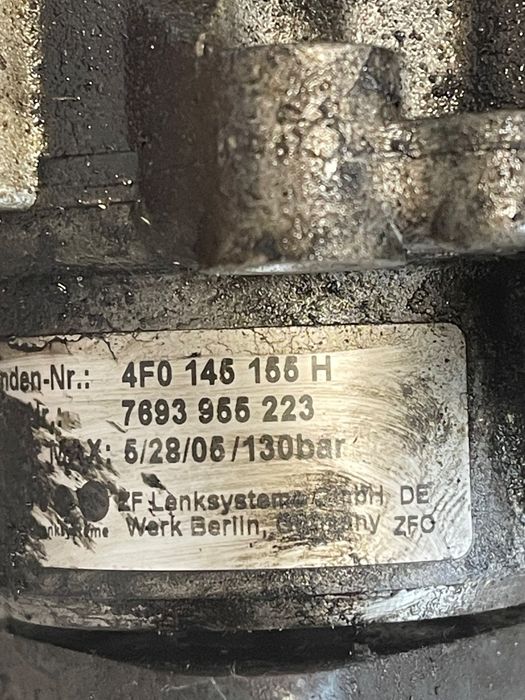 nden-Nr.: 4F0 145 155 H
r.: 7693 955 223
MAX: 5/28/05/130bar
ZF Lenksysteme GmbH, DE
nksysteme Werk Berlin, Germany ZFO